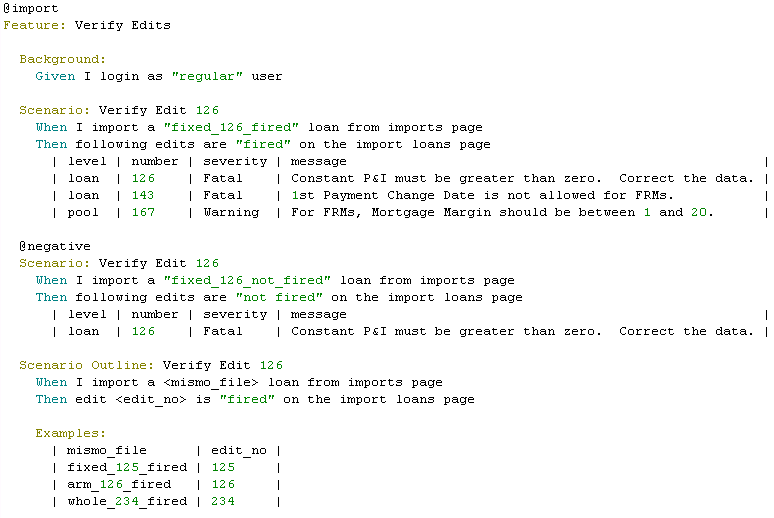 @import
Feature: Verify Edits
Background:
Given I login as "regular" user
Scenario: Verify Edit 126
When I import a "fixed_126_fired" loan from imports page
Then following edits are "fired" on the import loans page
| level | number | severity | message |
| loan | 126 | Fatal | Constant P&I must be greater than zero.  Correct the data. |
| loan | 143 | Fatal | 1st Payment Change Date is not allowed for FRMs. |
| pool | 167 | Warning | For FRMs, Mortgage Margin should be between 1 and 20. |
@negative
Scenario: Verify Edit 126
When I import a "fixed_126_not_fired" loan from imports page
Then following edits are "not fired" on the import loans page
| level | number | severity | message |
| loan | 126 | Fatal | Constant P&I must be greater than zero.  Correct the data. |
Scenario Outline: Verify Edit 126
When I import a <mismo_file> loan from imports page
Then edit <edit_no> is "fired" on the import loans page
Examples:
| mismo_file | edit_no |
| fixed_125_fired | 125 |
| arm_126_fired | 126 |
| whole_234_fired | 234 |